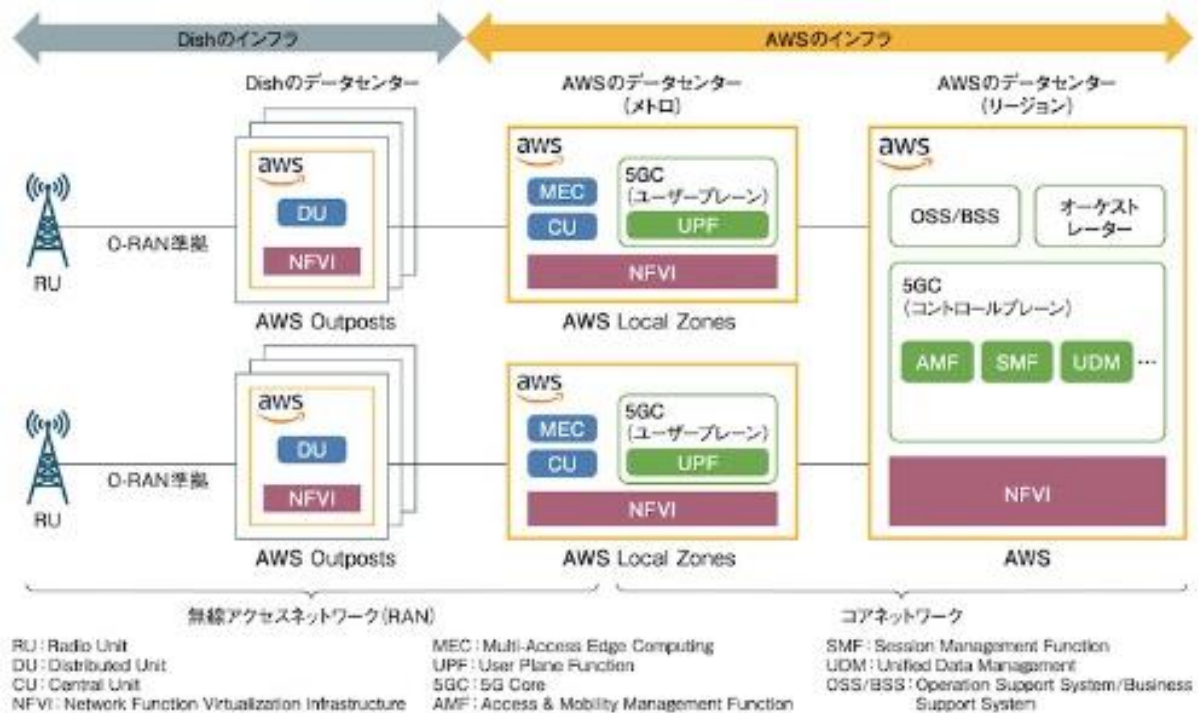 Dishのインフラ
AWSのインフラ
Dishのデータセンター
AWSのデータセンター
(メトロ)
AWSのデータセンター
(リージョン)
aws
DU
NFVI
AWS Outposts
RU
O-RAN準拠
aws
MEC
CU
5GC
(ユーザープレーン)
UPF
NFVI
AWS Local Zones
aws
OSS/BSS
オーケスト
レーター
5GC
(コントロールプレーン)
AMF
SMF
UDM
…
NFVI
AWS
RU
O-RAN準拠
aws
DU
NFVI
AWS Outposts
aws
MEC
CU
5GC
(ユーザープレーン)
UPF
NFVI
AWS Local Zones
無線アクセスネットワーク(RAN)
コアネットワーク
RU:Radio Unit
DU:Distributed Unit
CU:Central Unit
NFVI:Network Function Virtualization Infrastructure
MEC:Multi-Access Edge Computing
UPF:User Plane Function
5GC:5G Core
AMF:Access & Mobility Management Function
SMF:Session Management Function
UDM:Unified Data Management
OSS/BSS:Operation Support System/Business
Support System